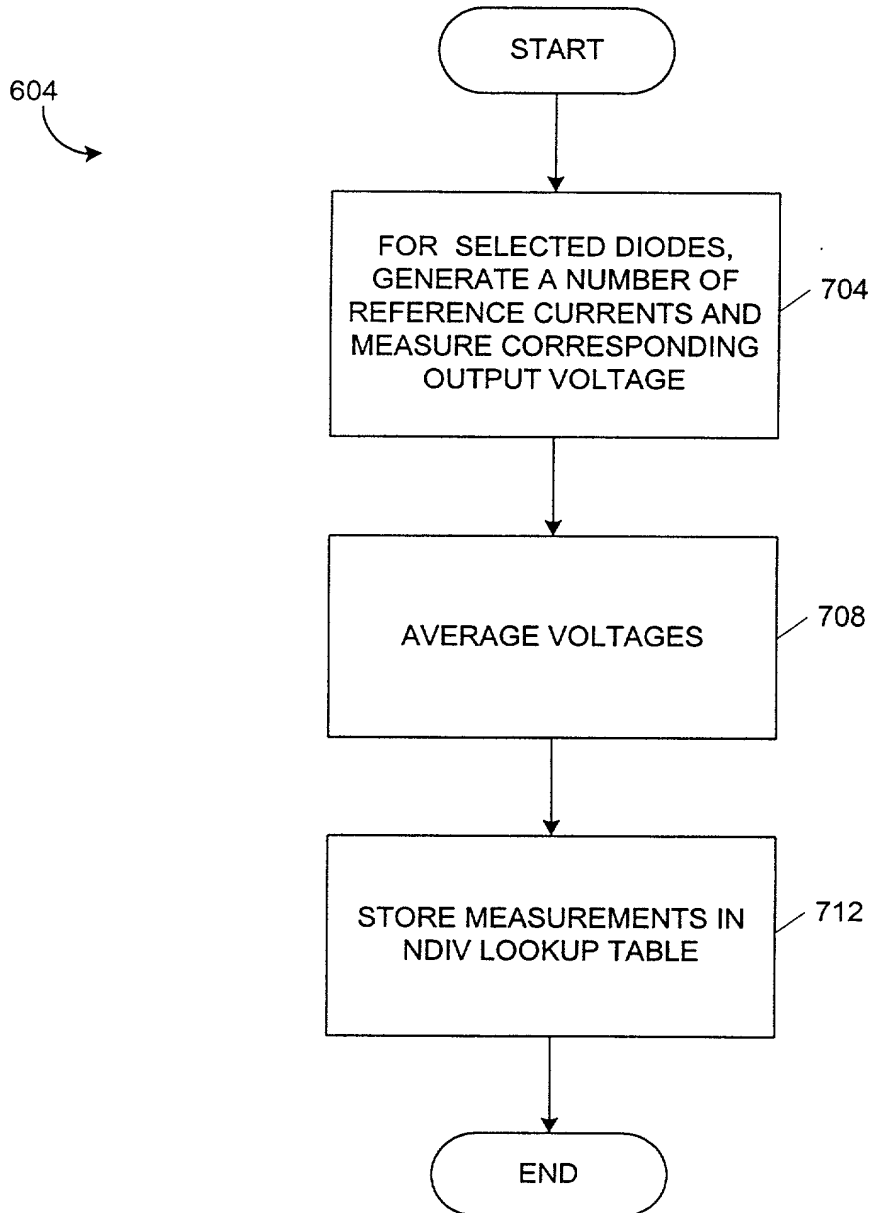 START
604
FOR SELECTED DIODES,
GENERATE A NUMBER OF
REFERENCE CURRENTS AND
MEASURE CORRESPONDING
OUTPUT VOLTAGE
704
AVERAGE VOLTAGES
708
STORE MEASUREMENTS IN
NDIV LOOKUP TABLE
712
END